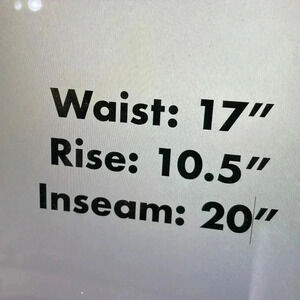 Waist: 17"
Rise: 10.5"
Inseam: 20"